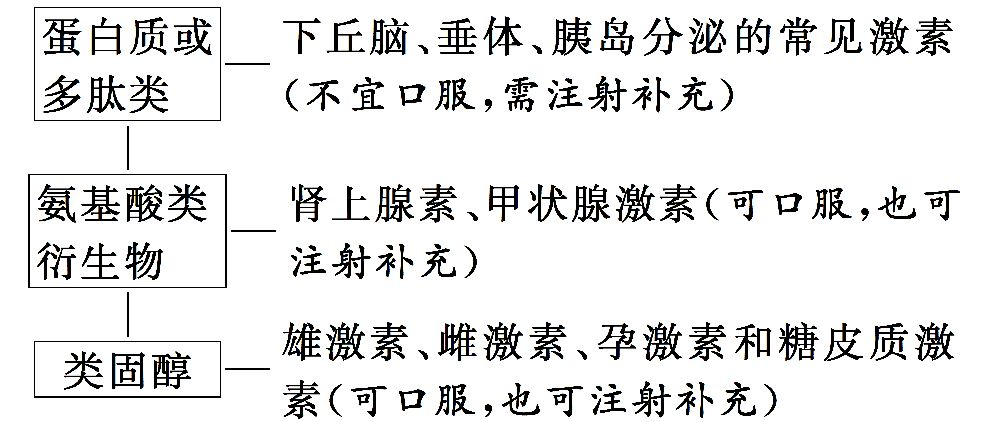 蛋白质或
多肽类
下丘脑、垂体、胰岛分泌的常见激素
(不宜口服,需注射补充)
氨基酸类
衍生物
肾上腺素、甲状腺激素(可口服,也可
注射补充)
类固醇
雄激素、雌激素、孕激素和糖皮质激
素(可口服,也可注射补充)